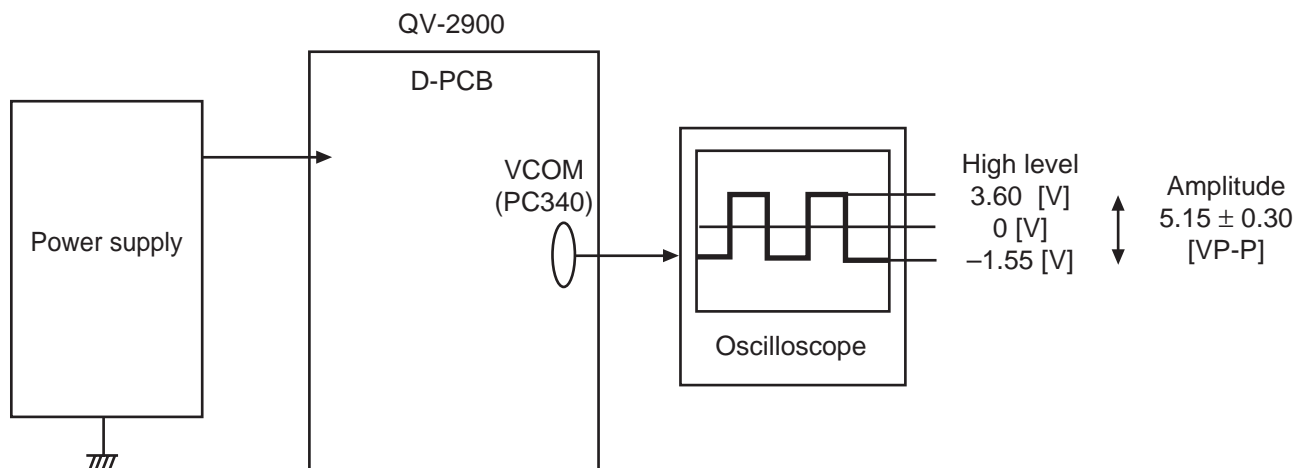 QV-2900
D-PCB
Power supply
VCOM
(PC340)
Oscilloscope
High level
3.60 [V]
0 [V]
–1.55 [V]
Amplitude
5.15 ± 0.30
[VP-P]